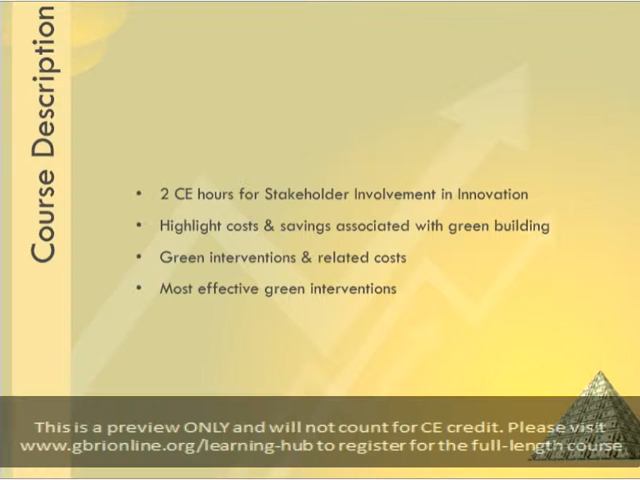 Course Description
• 2 CE hours for Stakeholder Involvement in Innovation
• Highlight costs & savings associated with green building
• Green interventions & related costs
• Most effective green interventions
This is a preview ONLY and will not count for CE credit. Please visit
www.gbrionline.org/learning-hub to register for the full-length course